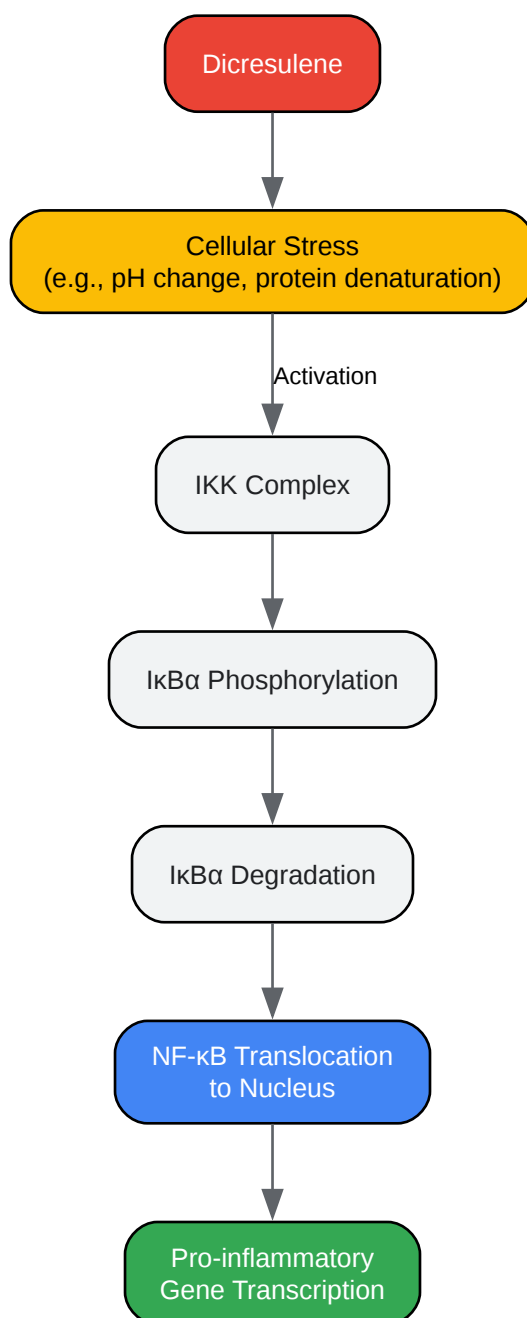 Dicresulene
Cellular Stress
(e.g., pH change, protein denaturation)
Activation
IKK Complex
IκBα Phosphorylation
IκBα Degradation
NF-κB Translocation
to Nucleus
Pro-inflammatory
Gene Transcription